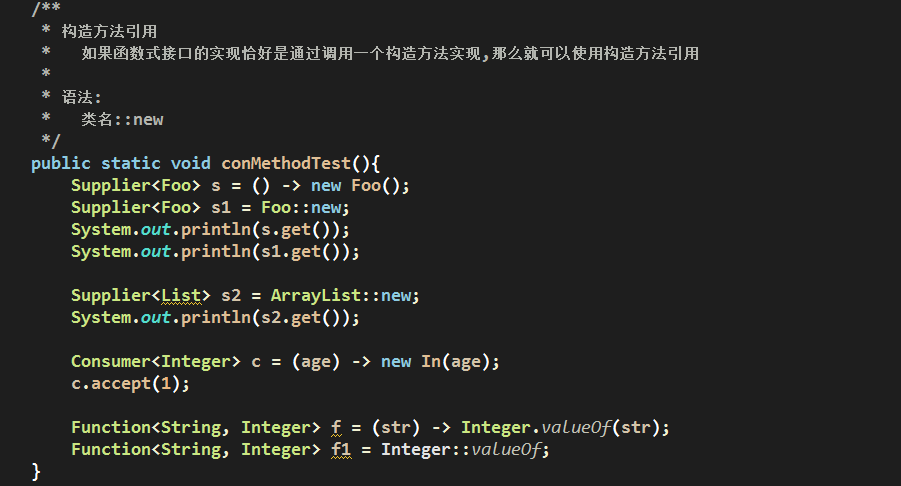 /**
 * 构造方法引用
 *   如果函数式接口的实现恰好是通过调用一个构造方法实现,那么就可以使用构造方法引用
 *
 * 语法:
 *   类名::new
 */
public static void conMethodTest(){
    Supplier<Foo> s = () -> new Foo();
    Supplier<Foo> s1 = Foo::new;
    System.out.println(s.get());
    System.out.println(s1.get());

    Supplier<List> s2 = ArrayList::new;
    System.out.println(s2.get());

    Consumer<Integer> c = (age) -> new In(age);
    c.accept(1);

    Function<String, Integer> f = (str) -> Integer.valueOf(str);
    Function<String, Integer> f1 = Integer::valueOf;
}